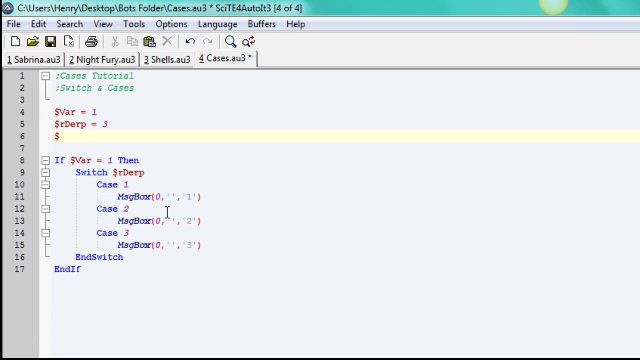 C:\Users\Henry\Desktop\Bots Folder\Cases.au3 * SciTE4AutoIt3 [4 of 4]
File Edit Search View Tools Options Language Buffers Help
1 Sabrina.au3 2 Night Fury.au3 3 Shells.au3 4 Cases.au3 *
1 ;Cases Tutorial
2 ;Switch & Cases
3
4 $Var = 1
5 $rDerp = 3
6 $
8 If $Var = 1 Then
9 Switch $rDerp
10 Case 1
11 MsgBox(0,'','1')
12 Case 2
13 MsgBox(0,'','2')
14 Case 3
15 MsgBox(0,'','3')
16 EndSwitch
17 EndIf